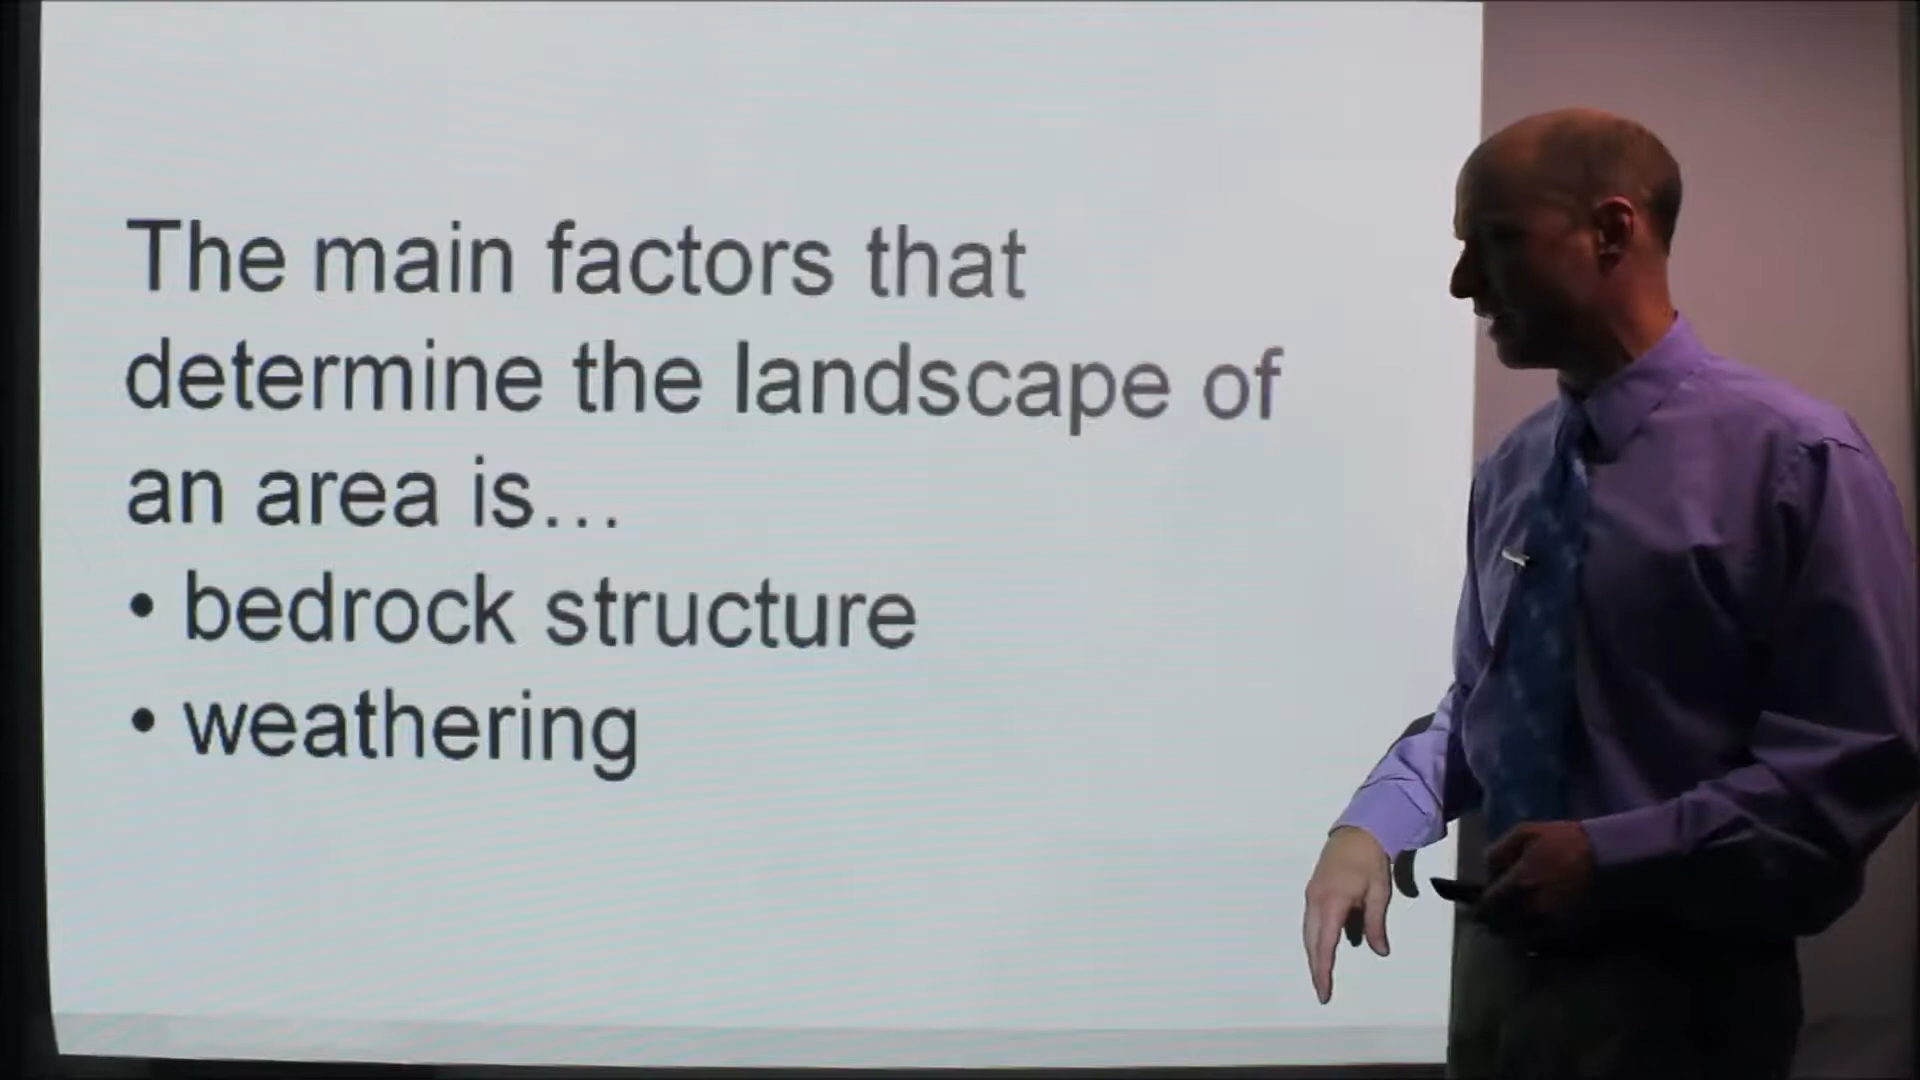 The main factors that
determine the landscape of
an area is…
• bedrock structure
• weathering